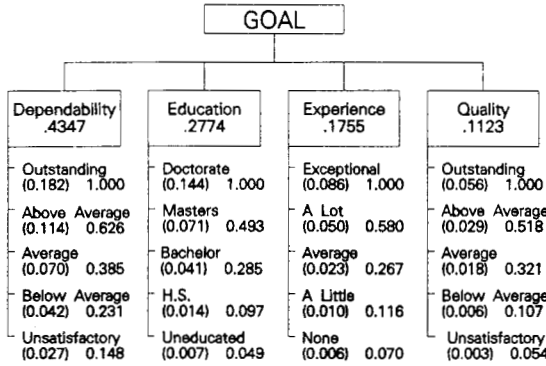 GOAL
Dependability
.4347
Outstanding
(0.182) 1.000
Above Average
(0.114) 0.626
Average
(0.070) 0.385
Below Average
(0.042) 0.231
Unsatisfactory
(0.027) 0.148
Education
.2774
Doctorate
(0.144) 1.000
Masters
(0.071) 0.493
Bachelor
(0.041) 0.285
H.S.
(0.014) 0.097
Uneducated
(0.007) 0.049
Experience
.1755
Exceptional
(0.086) 1.000
A Lot
(0.050) 0.580
Average
(0.023) 0.267
A Little
(0.010) 0.116
None
(0.006) 0.070
Quality
.1123
Outstanding
(0.056) 1.000
Above Average
(0.029) 0.518
Average
(0.018) 0.321
Below Average
(0.006) 0.107
Unsatisfactory
(0.003) 0.054